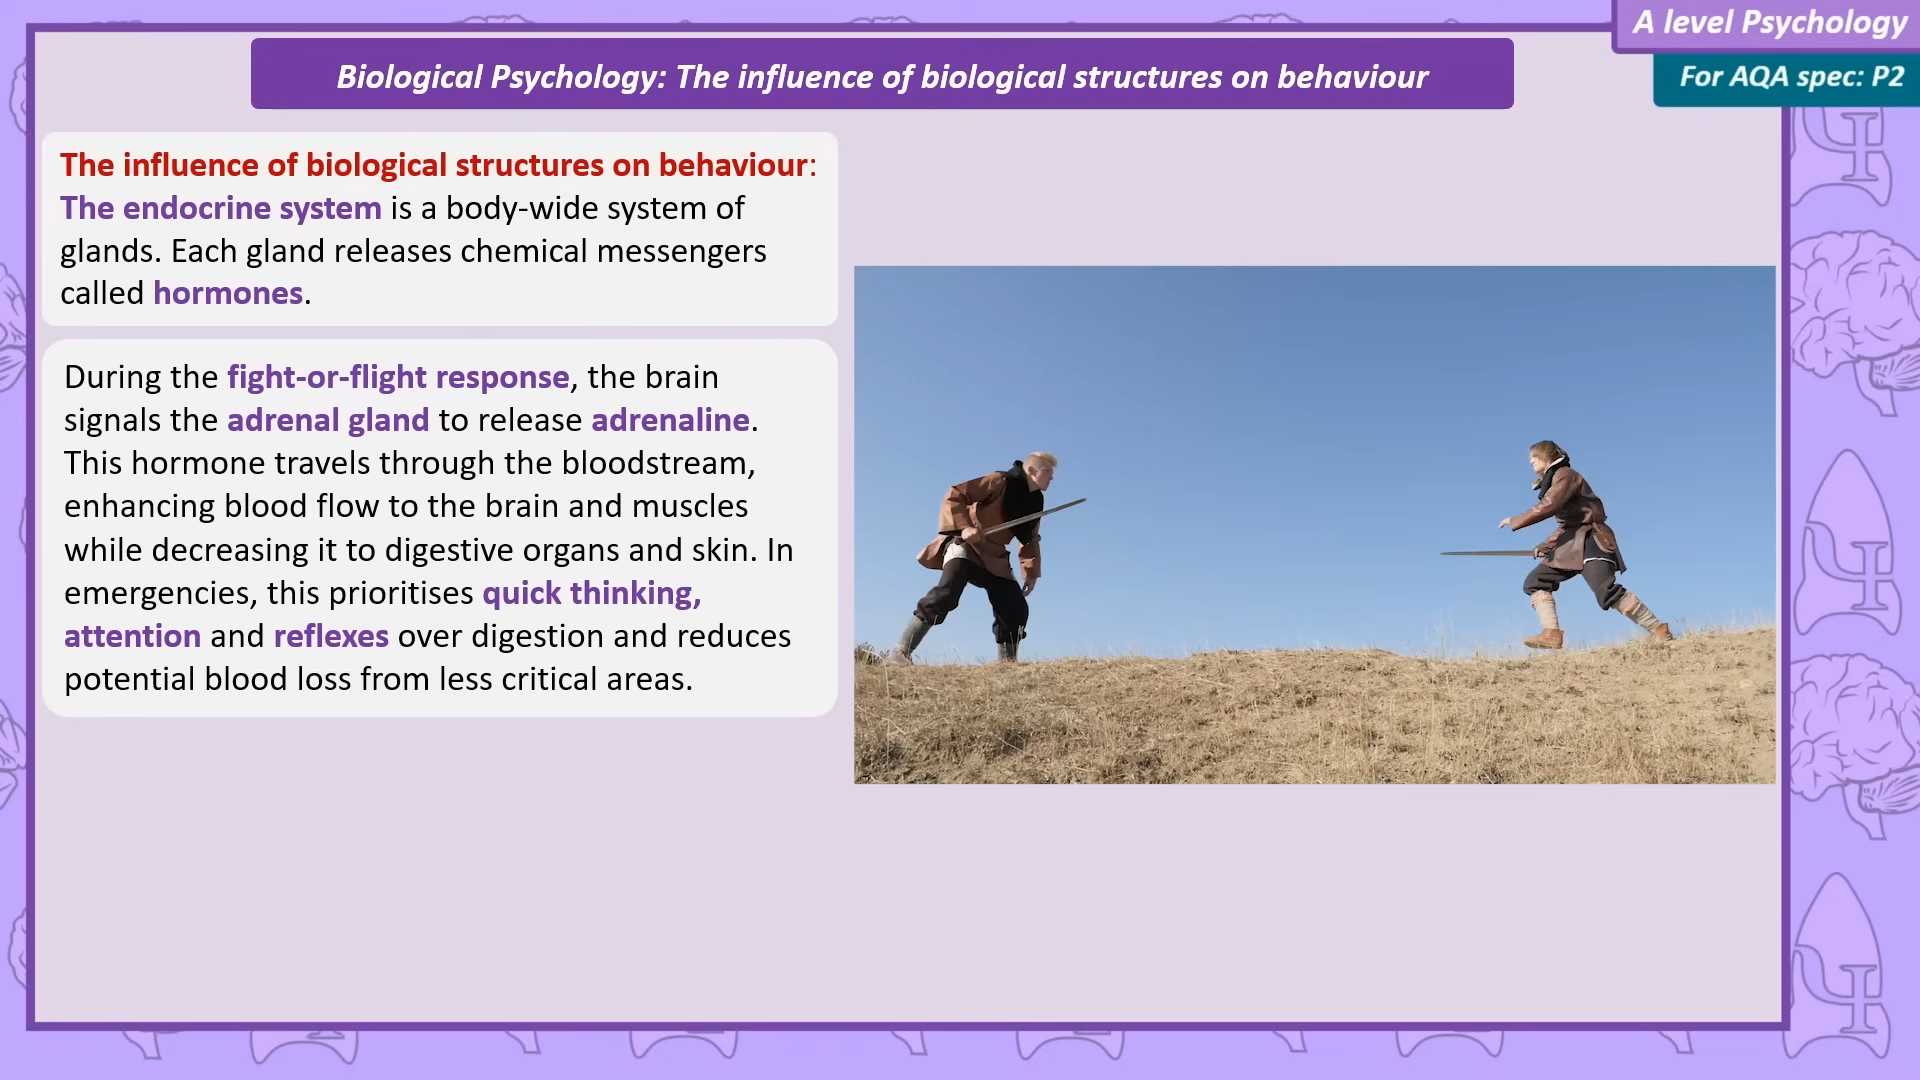 A level Psychology
For AQA spec: P2
Biological Psychology: The influence of biological structures on behaviour
The influence of biological structures on behaviour:
The endocrine system is a body-wide system of
glands. Each gland releases chemical messengers
called hormones.
During the fight-or-flight response, the brain
signals the adrenal gland to release adrenaline.
This hormone travels through the bloodstream,
enhancing blood flow to the brain and muscles
while decreasing it to digestive organs and skin. In
emergencies, this prioritises quick thinking,
attention and reflexes over digestion and reduces
potential blood loss from less critical areas.